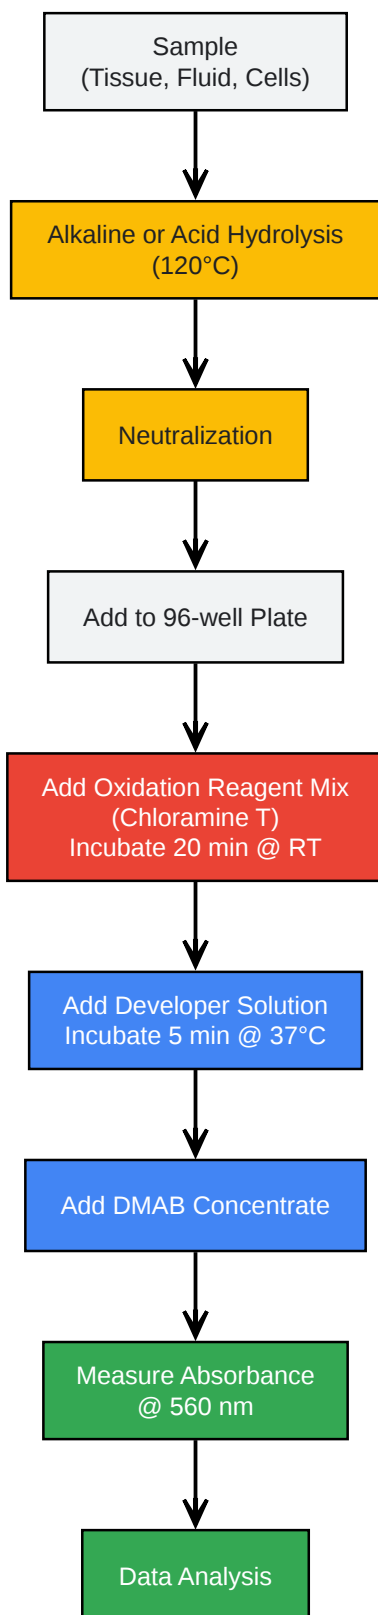 Sample
(Tissue, Fluid, Cells)
Alkaline or Acid Hydrolysis
(120°C)
Neutralization
Add to 96-well Plate
Add Oxidation Reagent Mix
(Chloramine T)
Incubate 20 min @ RT
Add Developer Solution
Incubate 5 min @ 37°C
Add DMAB Concentrate
Measure Absorbance
@ 560 nm
Data Analysis